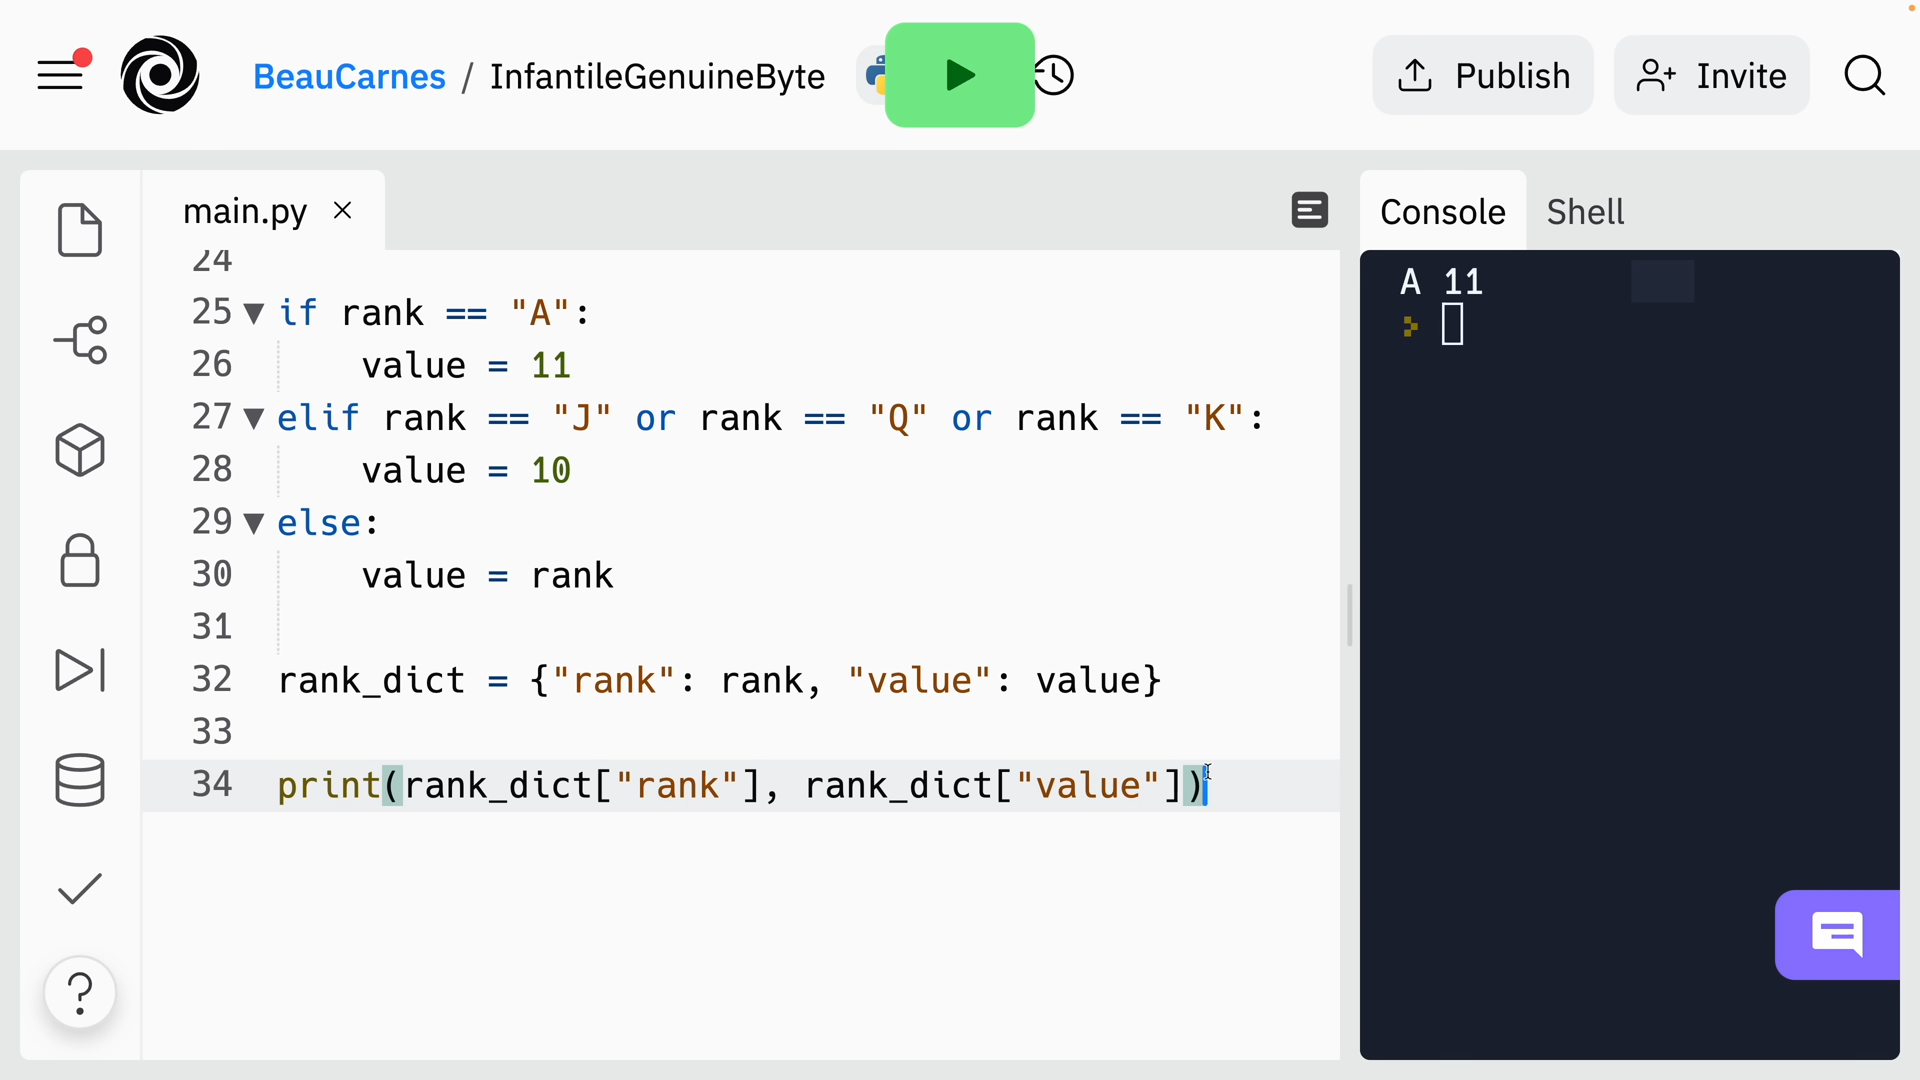 BeauCarnes / InfantileGenuineByte
Publish
Invite
main.py
Console
Shell
24
25 if rank == "A":
26 value = 11
27 elif rank == "J" or rank == "Q" or rank == "K":
28 value = 10
29 else:
30 value = rank
31
32 rank_dict = {"rank": rank, "value": value}
33
34 print(rank_dict["rank"], rank_dict["value"])
A 11
?